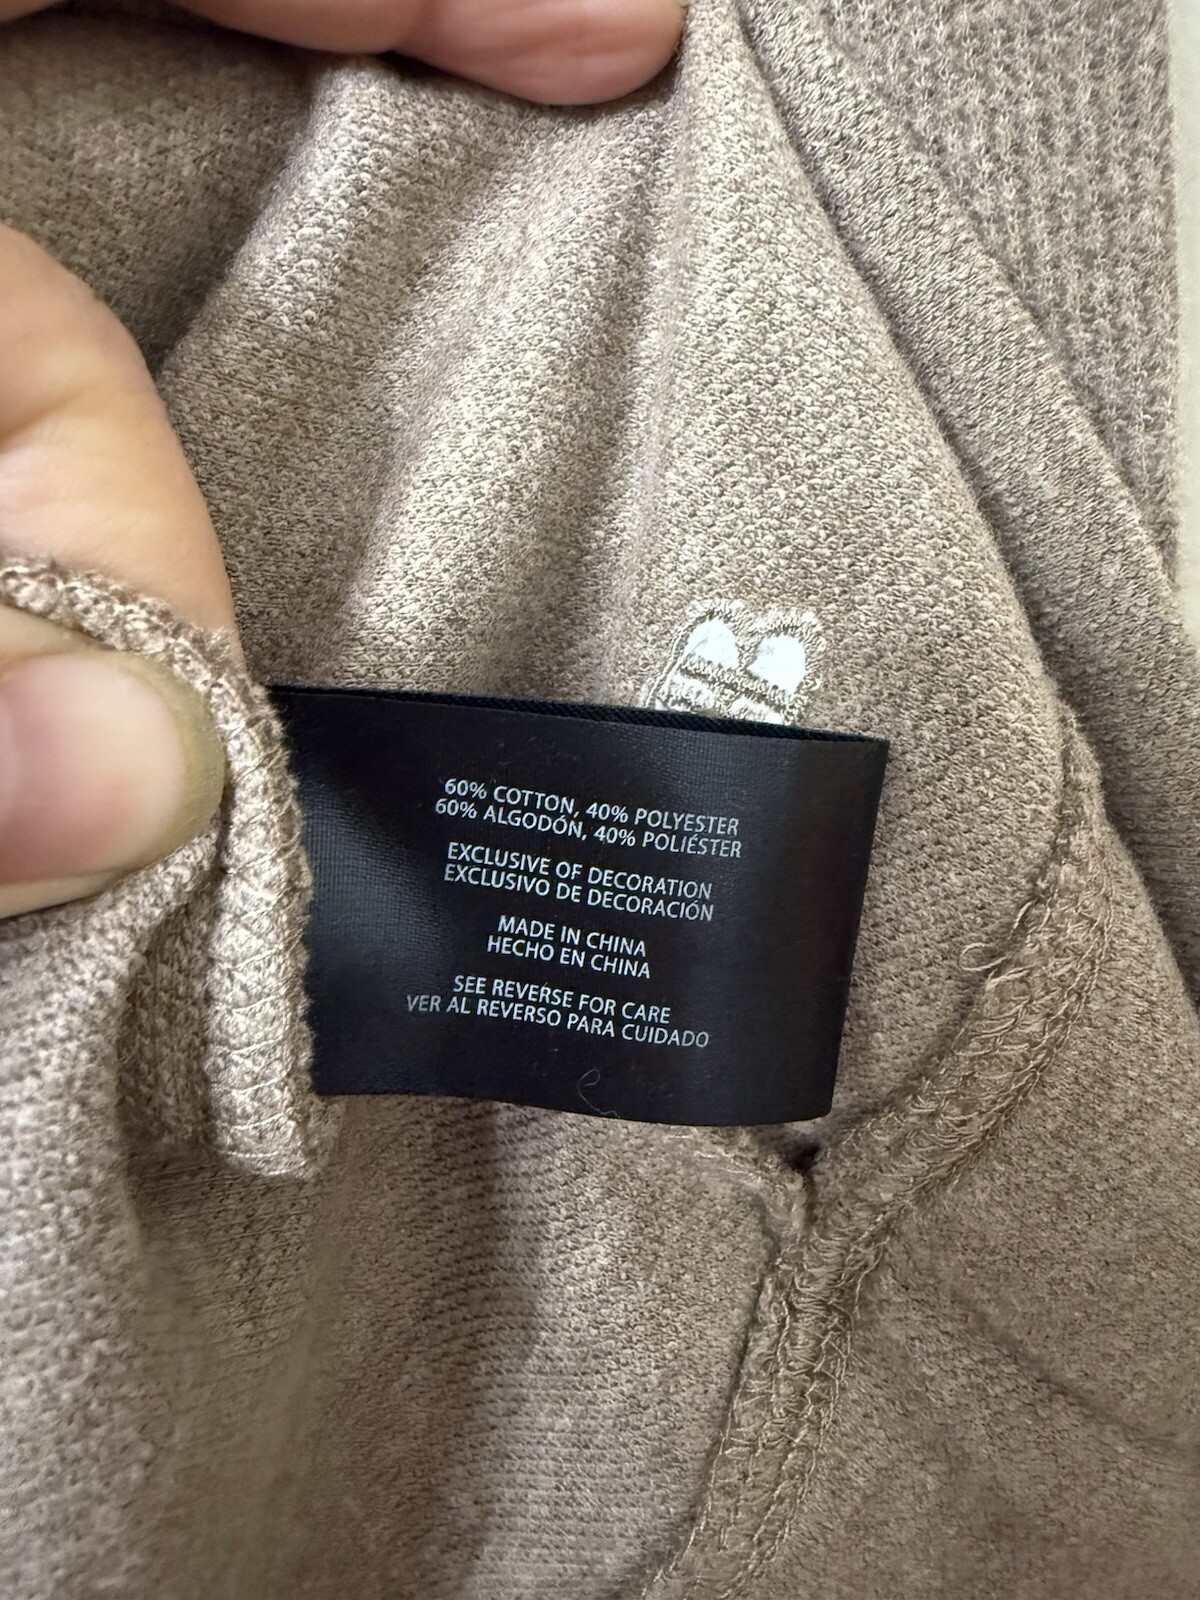 60% COTTON, 40% POLYESTER
60% ALGODÓN, 40% POLIÉSTER
EXCLUSIVE OF DECORATION
EXCLUSIVO DE DECORACIÓN
MADE IN CHINA
HECHO EN CHINA
SEE REVERSE FOR CARE
VER AL REVERSO PARA CUIDADO